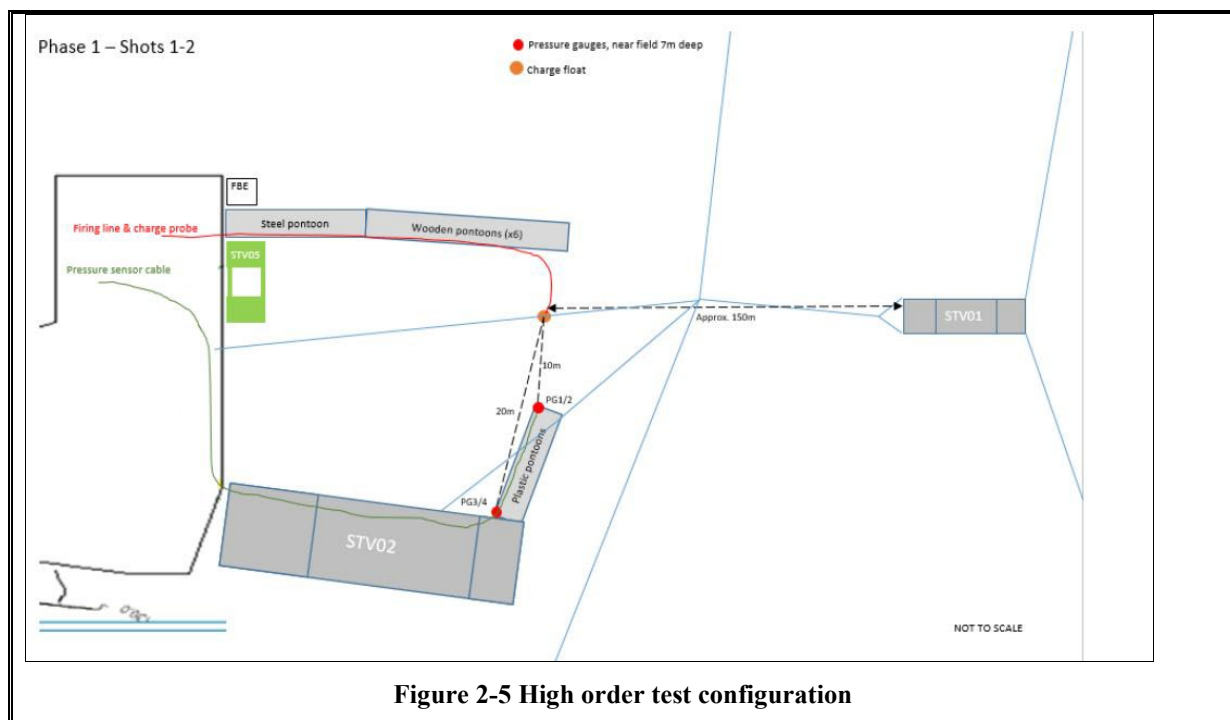 Phase 1 – Shots 1-2
Pressure gauges, near field 7m deep
Charge float
FBE
Steel pontoon
Wooden pontoons (x6)
Firing line & charge probe
STV05
Pressure sensor cable
Approx. 150m
STV01
10m
PG1/2
20m
Plastic pontoons
PG3/4
STV02
NOT TO SCALE
Figure 2-5 High order test configuration